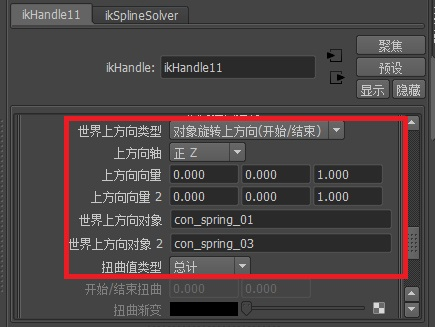 ikHandle11 ikSplineSolver
聚焦
ikHandle: ikHandle11
预设
显示 隐藏
世界上方向类型 对象旋转上方向(开始/结束)
上方向轴 正 Z
上方向向量 0.000 0.000 1.000
上方向向量 2 0.000 0.000 1.000
世界上方向对象 con_spring_01
世界上方向对象 2 con_spring_03
扭曲值类型 总计
开始/结束扭曲 0.000 0.000
扭曲渐变